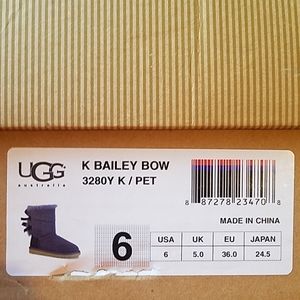 UGG
australia
K BAILEY BOW
3280Y K / PET
8 87278 23470 8
MADE IN CHINA
6
USA UK EU JAPAN
6 5.0 36.0 24.5